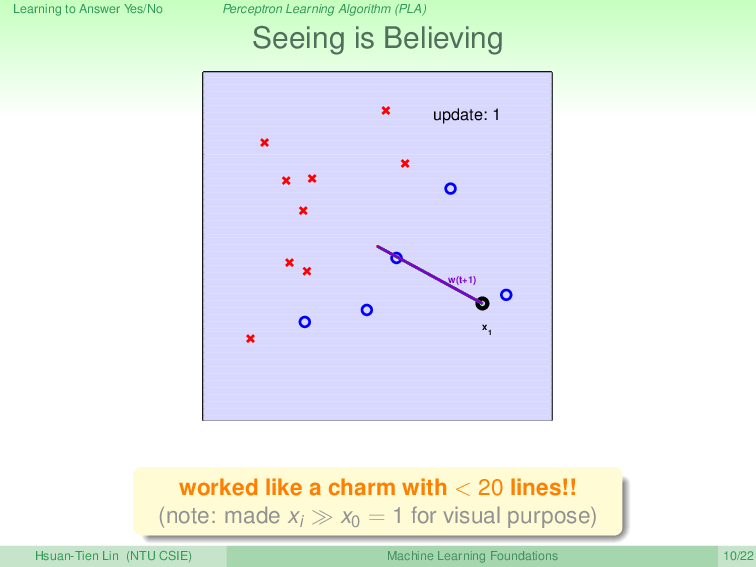 Learning to Answer Yes/No Perceptron Learning Algorithm (PLA)
Seeing is Believing
update: 1
w(t+1)
x₁
worked like a charm with < 20 lines!!
(note: made xᵢ ≫ x₀ = 1 for visual purpose)
Hsuan-Tien Lin (NTU CSIE) Machine Learning Foundations 10/22